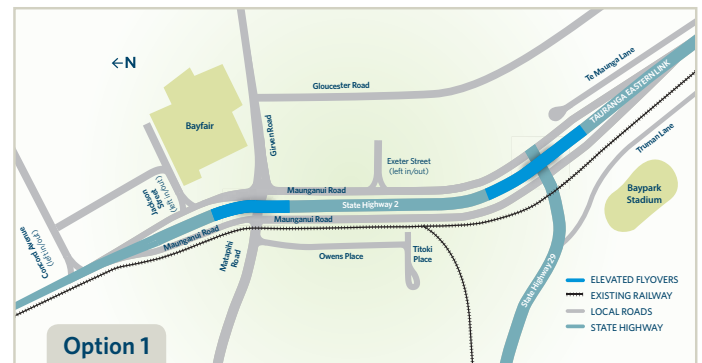 ←N
Te Maunga Lane
TAURANGA EASTERN LINK
Gloucester Road
Bayfair
Girven Road
Truman Lane
Exeter Street
(left in/out)
Jackson
Street
(left in/out)
Maunganui Road
State Highway 2
Maunganui Road
Baypark
Stadium
Concord Avenue
(left in/out)
Maunganui Road
Matapihi
Road
Owens Place
Titoki
Place
State Highway 29
ELEVATED FLYOVERS
EXISTING RAILWAY
LOCAL ROADS
STATE HIGHWAY
Option 1